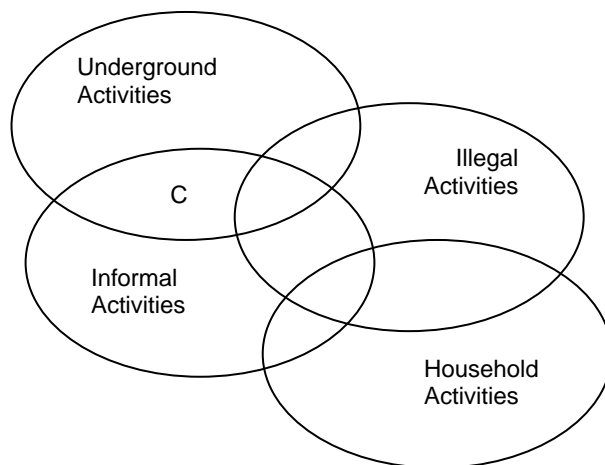 Underground
Activities
Illegal
Activities
C
Informal
Activities
Household
Activities